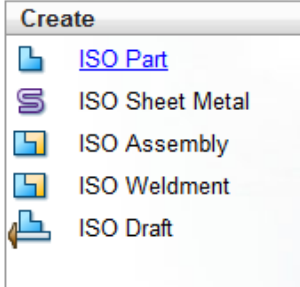 Create
ISO Part
ISO Sheet Metal
ISO Assembly
ISO Weldment
ISO Draft